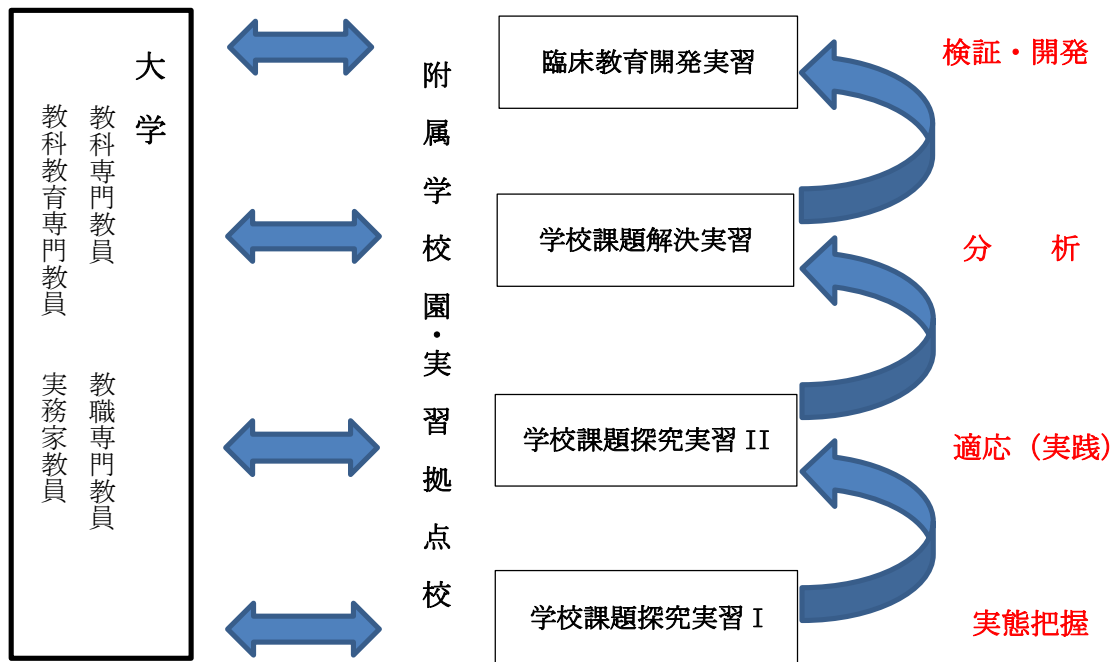 大学
教科専門教員
教科教育専門教員
教職専門教員
実務家教員
附属学校園・実習拠点校
臨床教育開発実習
検証・開発
学校課題解決実習
分　析
学校課題探究実習Ⅱ
適応（実践）
学校課題探究実習Ⅰ
実態把握